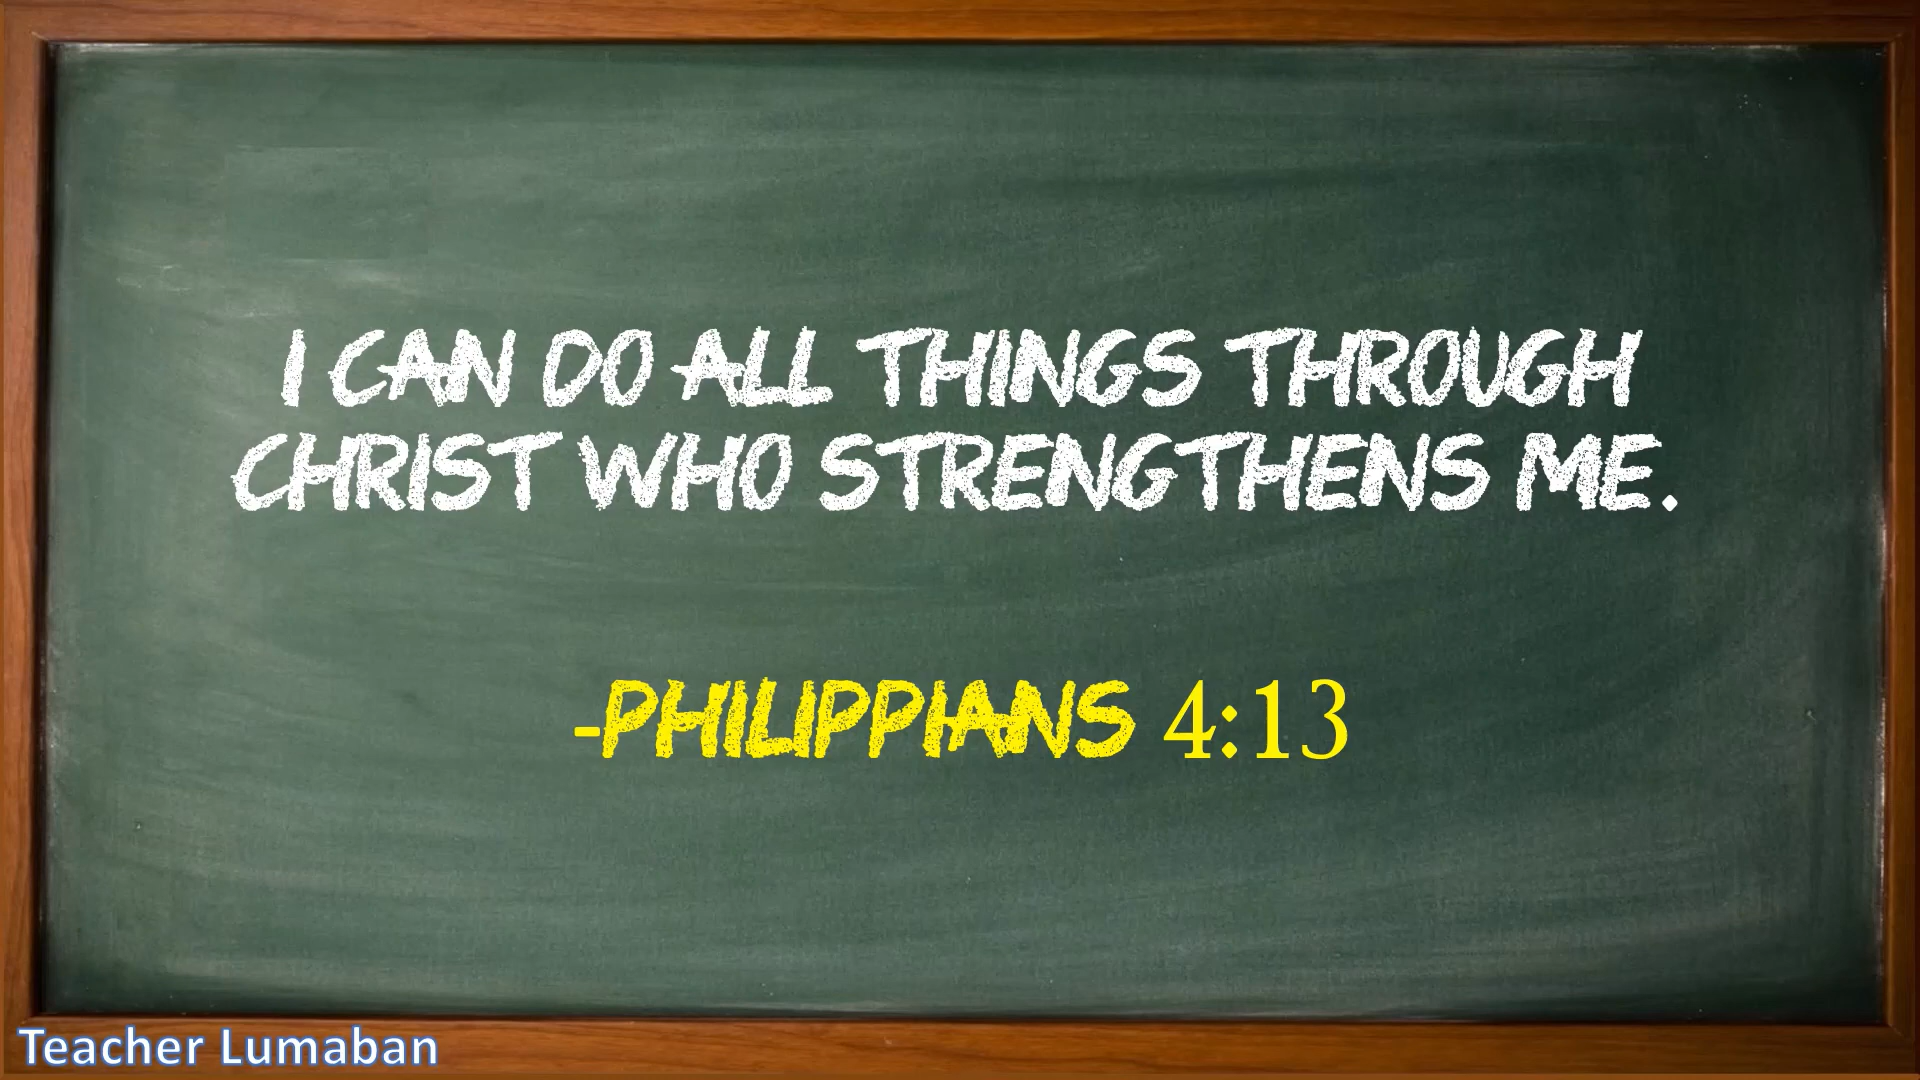 I CAN DO ALL THINGS THROUGH
CHRIST WHO STRENGTHENS ME.
-PHILIPPIANS 4:13
Teacher Lumaban